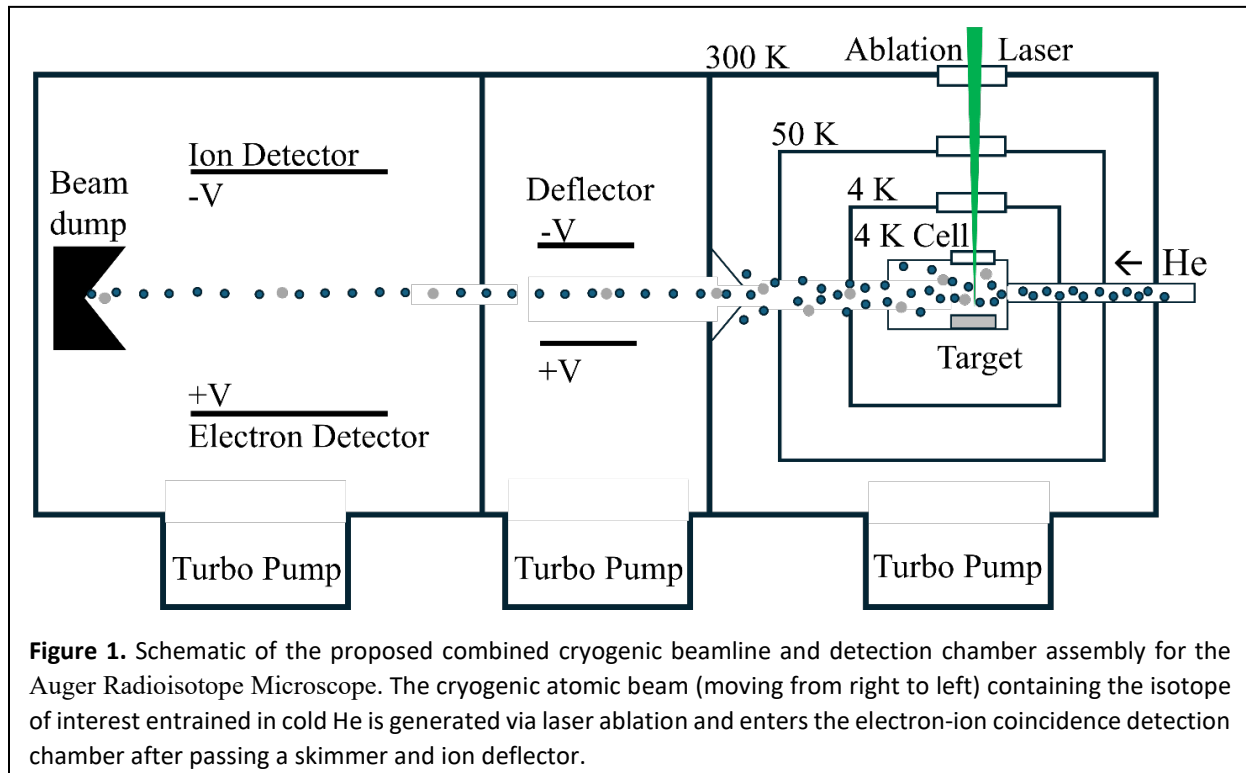 300 K
Ablation Laser
50 K
Ion Detector
-V
Beam
dump
Deflector
-V
4 K
4 K Cell
← He
+V
Target
+V
Electron Detector
Turbo Pump
Turbo Pump
Turbo Pump
Figure 1. Schematic of the proposed combined cryogenic beamline and detection chamber assembly for the
Auger Radioisotope Microscope. The cryogenic atomic beam (moving from right to left) containing the isotope
of interest entrained in cold He is generated via laser ablation and enters the electron-ion coincidence detection
chamber after passing a skimmer and ion deflector.